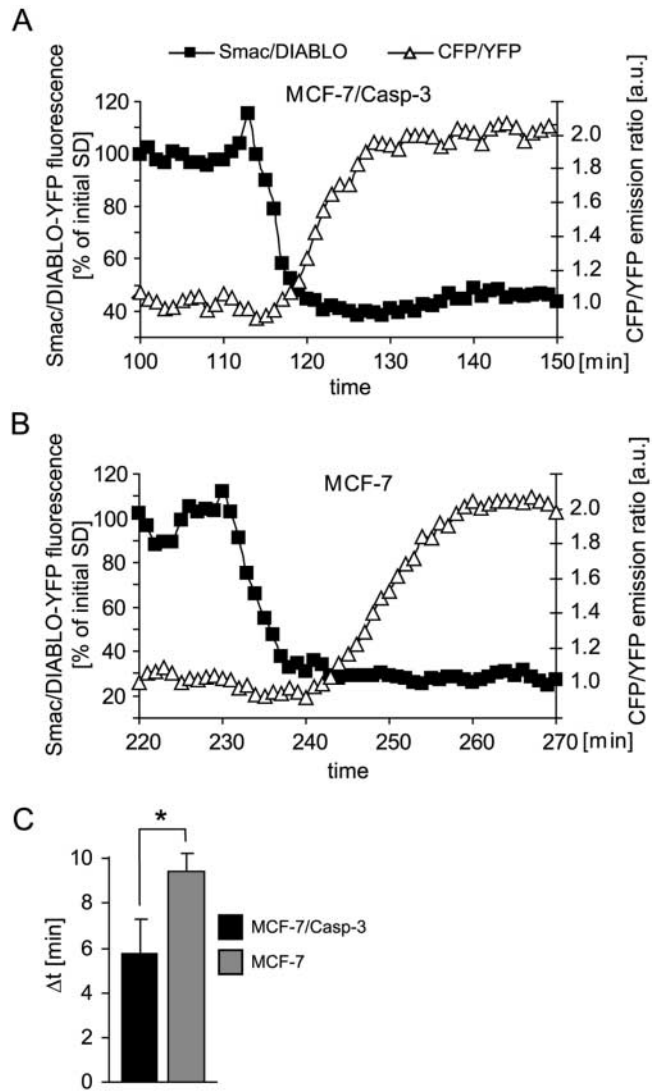 A
Smac/DIABLO CFP/YFP
MCF-7/Casp-3
Smac/DIABLO-YFP fluorescence
[% of initial SD]
120
100
80
60
40
CFP/YFP emission ratio [a.u.]
2.0
1.8
1.6
1.4
1.2
1.0
100 110 120 130 140 150 [min]
time
B
MCF-7
Smac/DIABLO-YFP fluorescence
[% of initial SD]
120
100
80
60
40
20
CFP/YFP emission ratio [a.u.]
2.0
1.8
1.6
1.4
1.2
1.0
220 230 240 250 260 270 [min]
time
C
*
Δt [min]
10
8
6
4
2
0
MCF-7/Casp-3
MCF-7